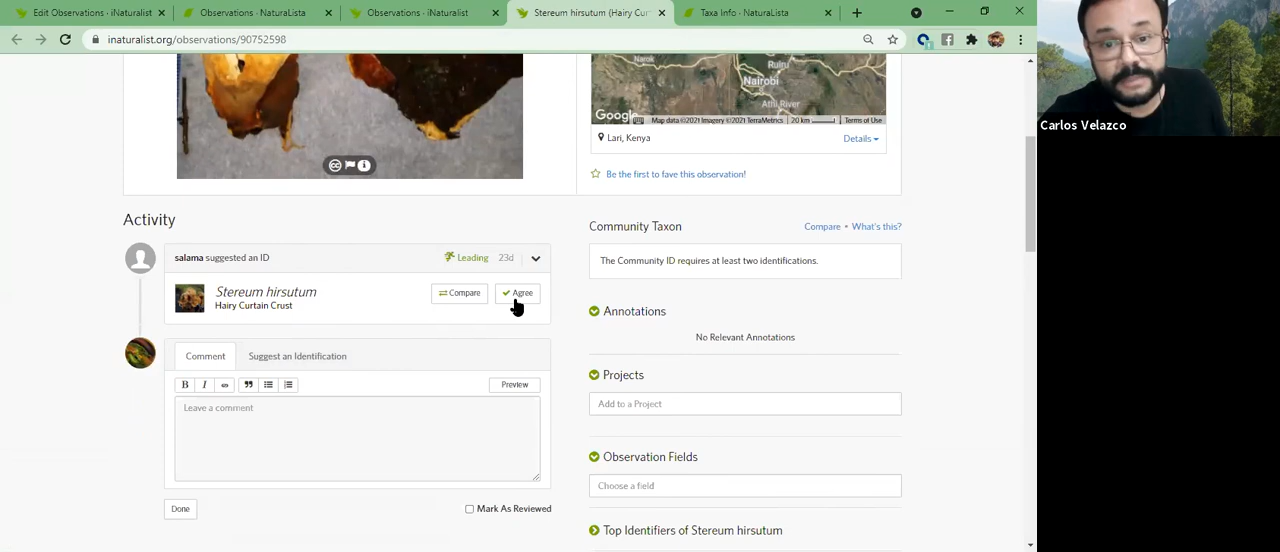 Edit Observations · iNaturalist
Observations · NaturaLista
Observations · iNaturalist
Stereum hirsutum (Hairy Cur
Taxa Info - NaturaLista
inaturalist.org/observations/90752598
Narok
Ruiru
Nairobi
Athi River
Google
Map data ©2021 Imagery ©2021 TerraMetrics
20 km
Terms of Use
Lari, Kenya
Details
Be the first to fave this observation!
Carlos Velazco
Activity
salama suggested an ID
Leading
23d
Stereum hirsutum
Hairy Curtain Crust
Compare
Agree
Comment
Suggest an Identification
B
I
Preview
Leave a comment
Done
Mark As Reviewed
Community Taxon
Compare • What's this?
The Community ID requires at least two identifications.
Annotations
No Relevant Annotations
Projects
Add to a Project
Observation Fields
Choose a field
Top Identifiers of Stereum hirsutum